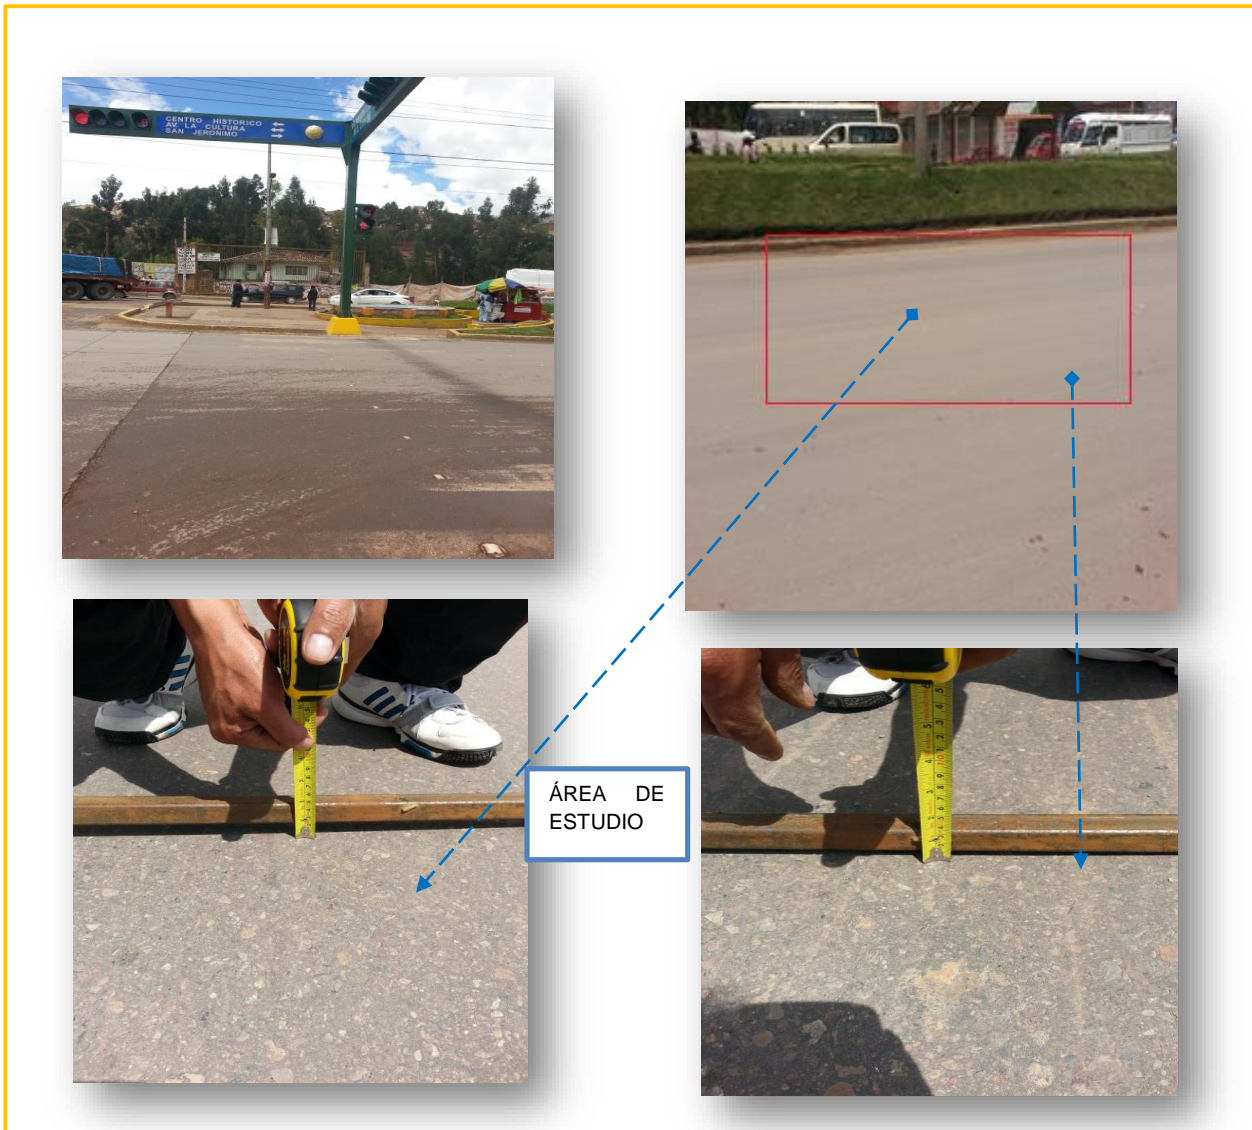 CENTRO HISTORICO
AV. LA CULTURA
SAN JERONIMO
ÁREA DE
ESTUDIO